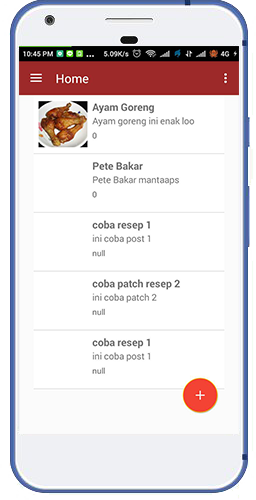 10:45 PM 5.09K/s 4G
Home
Ayam Goreng
Ayam goreng ini enak loo
0
Pete Bakar
Pete Bakar mantaaps
0
coba resep 1
ini coba post 1
null
coba patch resep 2
ini coba patch 2
null
coba resep 1
ini coba post 1
null